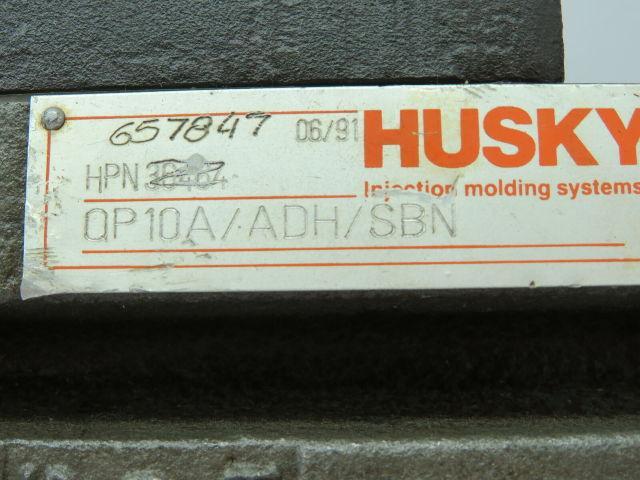 657847 06/91 HUSKY
HPN
Injection molding systems
QP10A/ADH/SBN